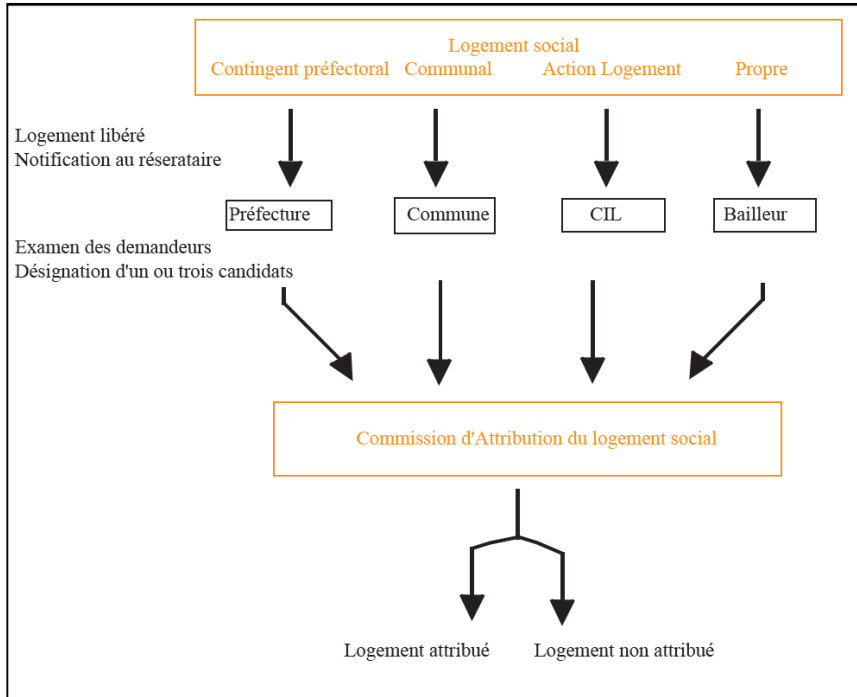 Logement social
Contingent préfectoral Communal Action Logement Propre
Logement libéré
Notification au réserataire
Préfecture Commune CIL Bailleur
Examen des demandeurs
Désignation d'un ou trois candidats
Commission d'Attribution du logement social
Logement attribué Logement non attribué